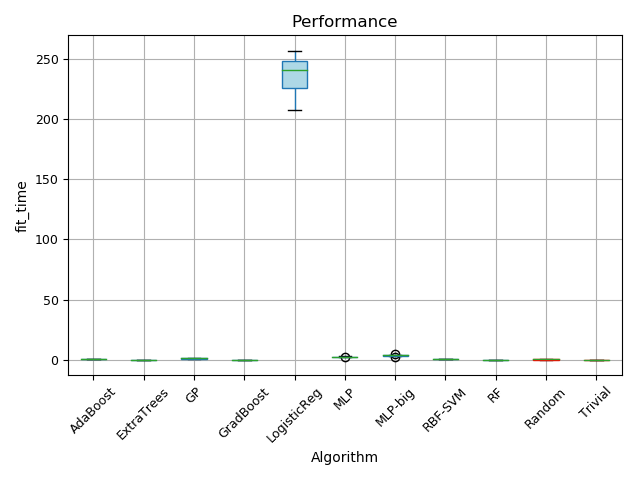 Performance
fit_time
250
200
150
100
50
0
AdaBoost
ExtraTrees
GP
GradBoost
LogisticReg
MLP
MLP-big
RBF-SVM
RF
Random
Trivial
Algorithm